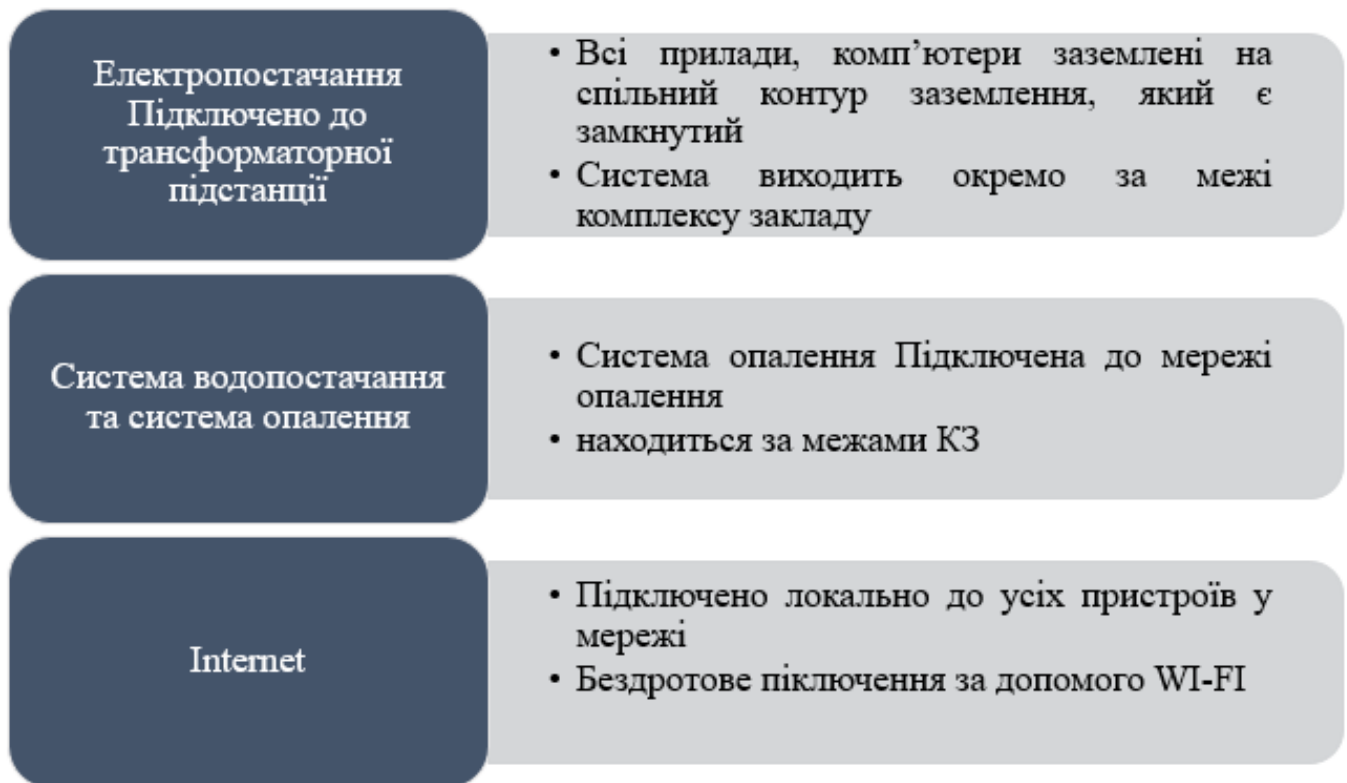 Електропостачання
Підключено до
трансформаторної
підстанції
• Всі прилади, комп’ютери заземлені на
спільний контур заземлення, який є
замкнутий
• Система виходить окремо за межі
комплексу закладу
Система водопостачання
та система опалення
• Система опалення Підключена до мережі
опалення
• находиться за межами КЗ
Internet
• Підключено локально до усіх пристроїв у
мережі
• Бездротове піключення за допомого WI-FI